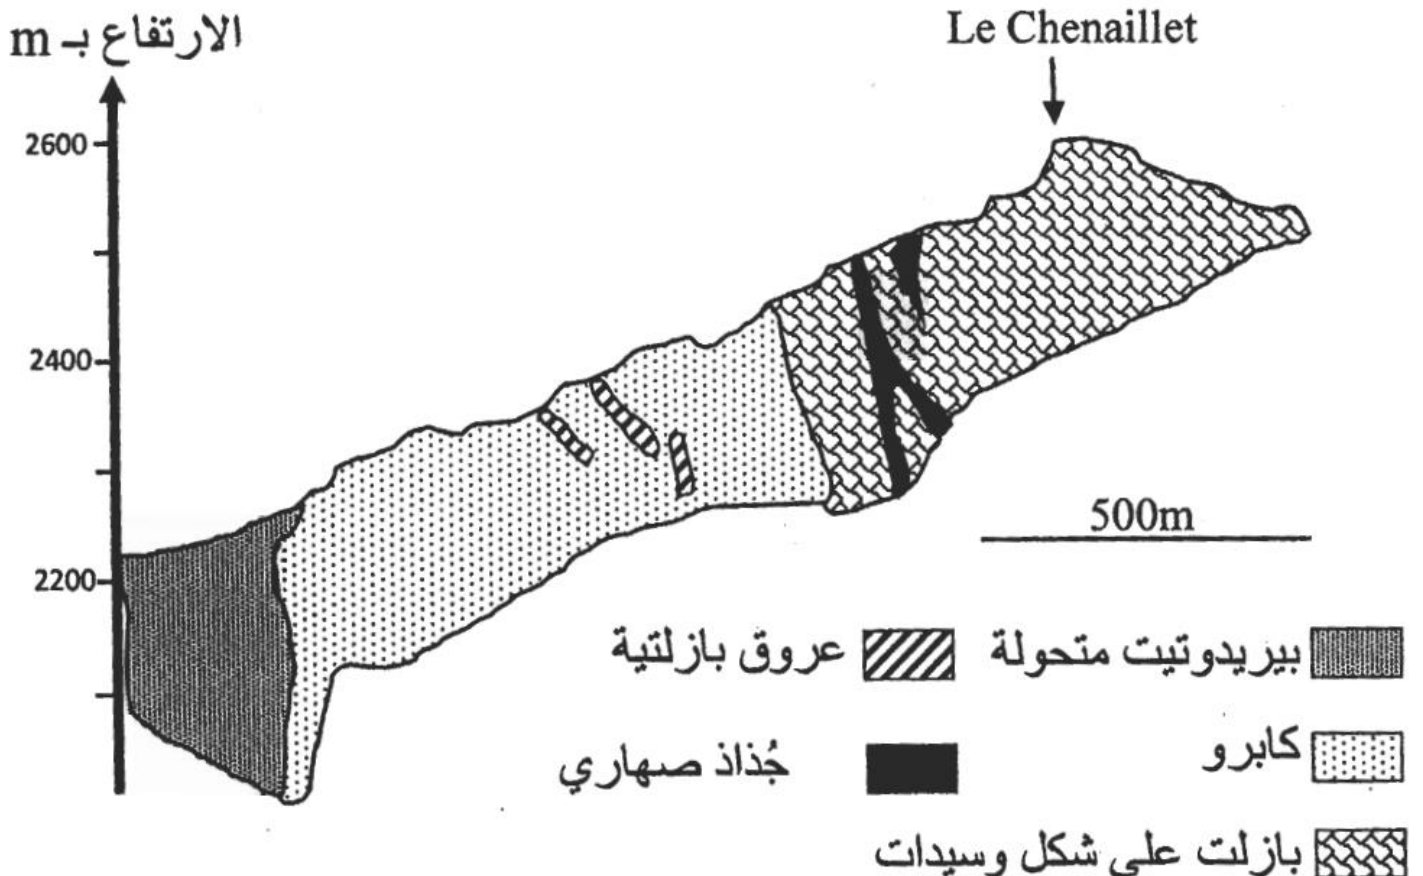 الارتفاع بـ m
Le Chenaillet
2600
2400
2200
500m
بيريدوتيت متحولة
عروق بازلتية
كابرو
جُذاذ صهاري
بازلت على شكل وسيدات